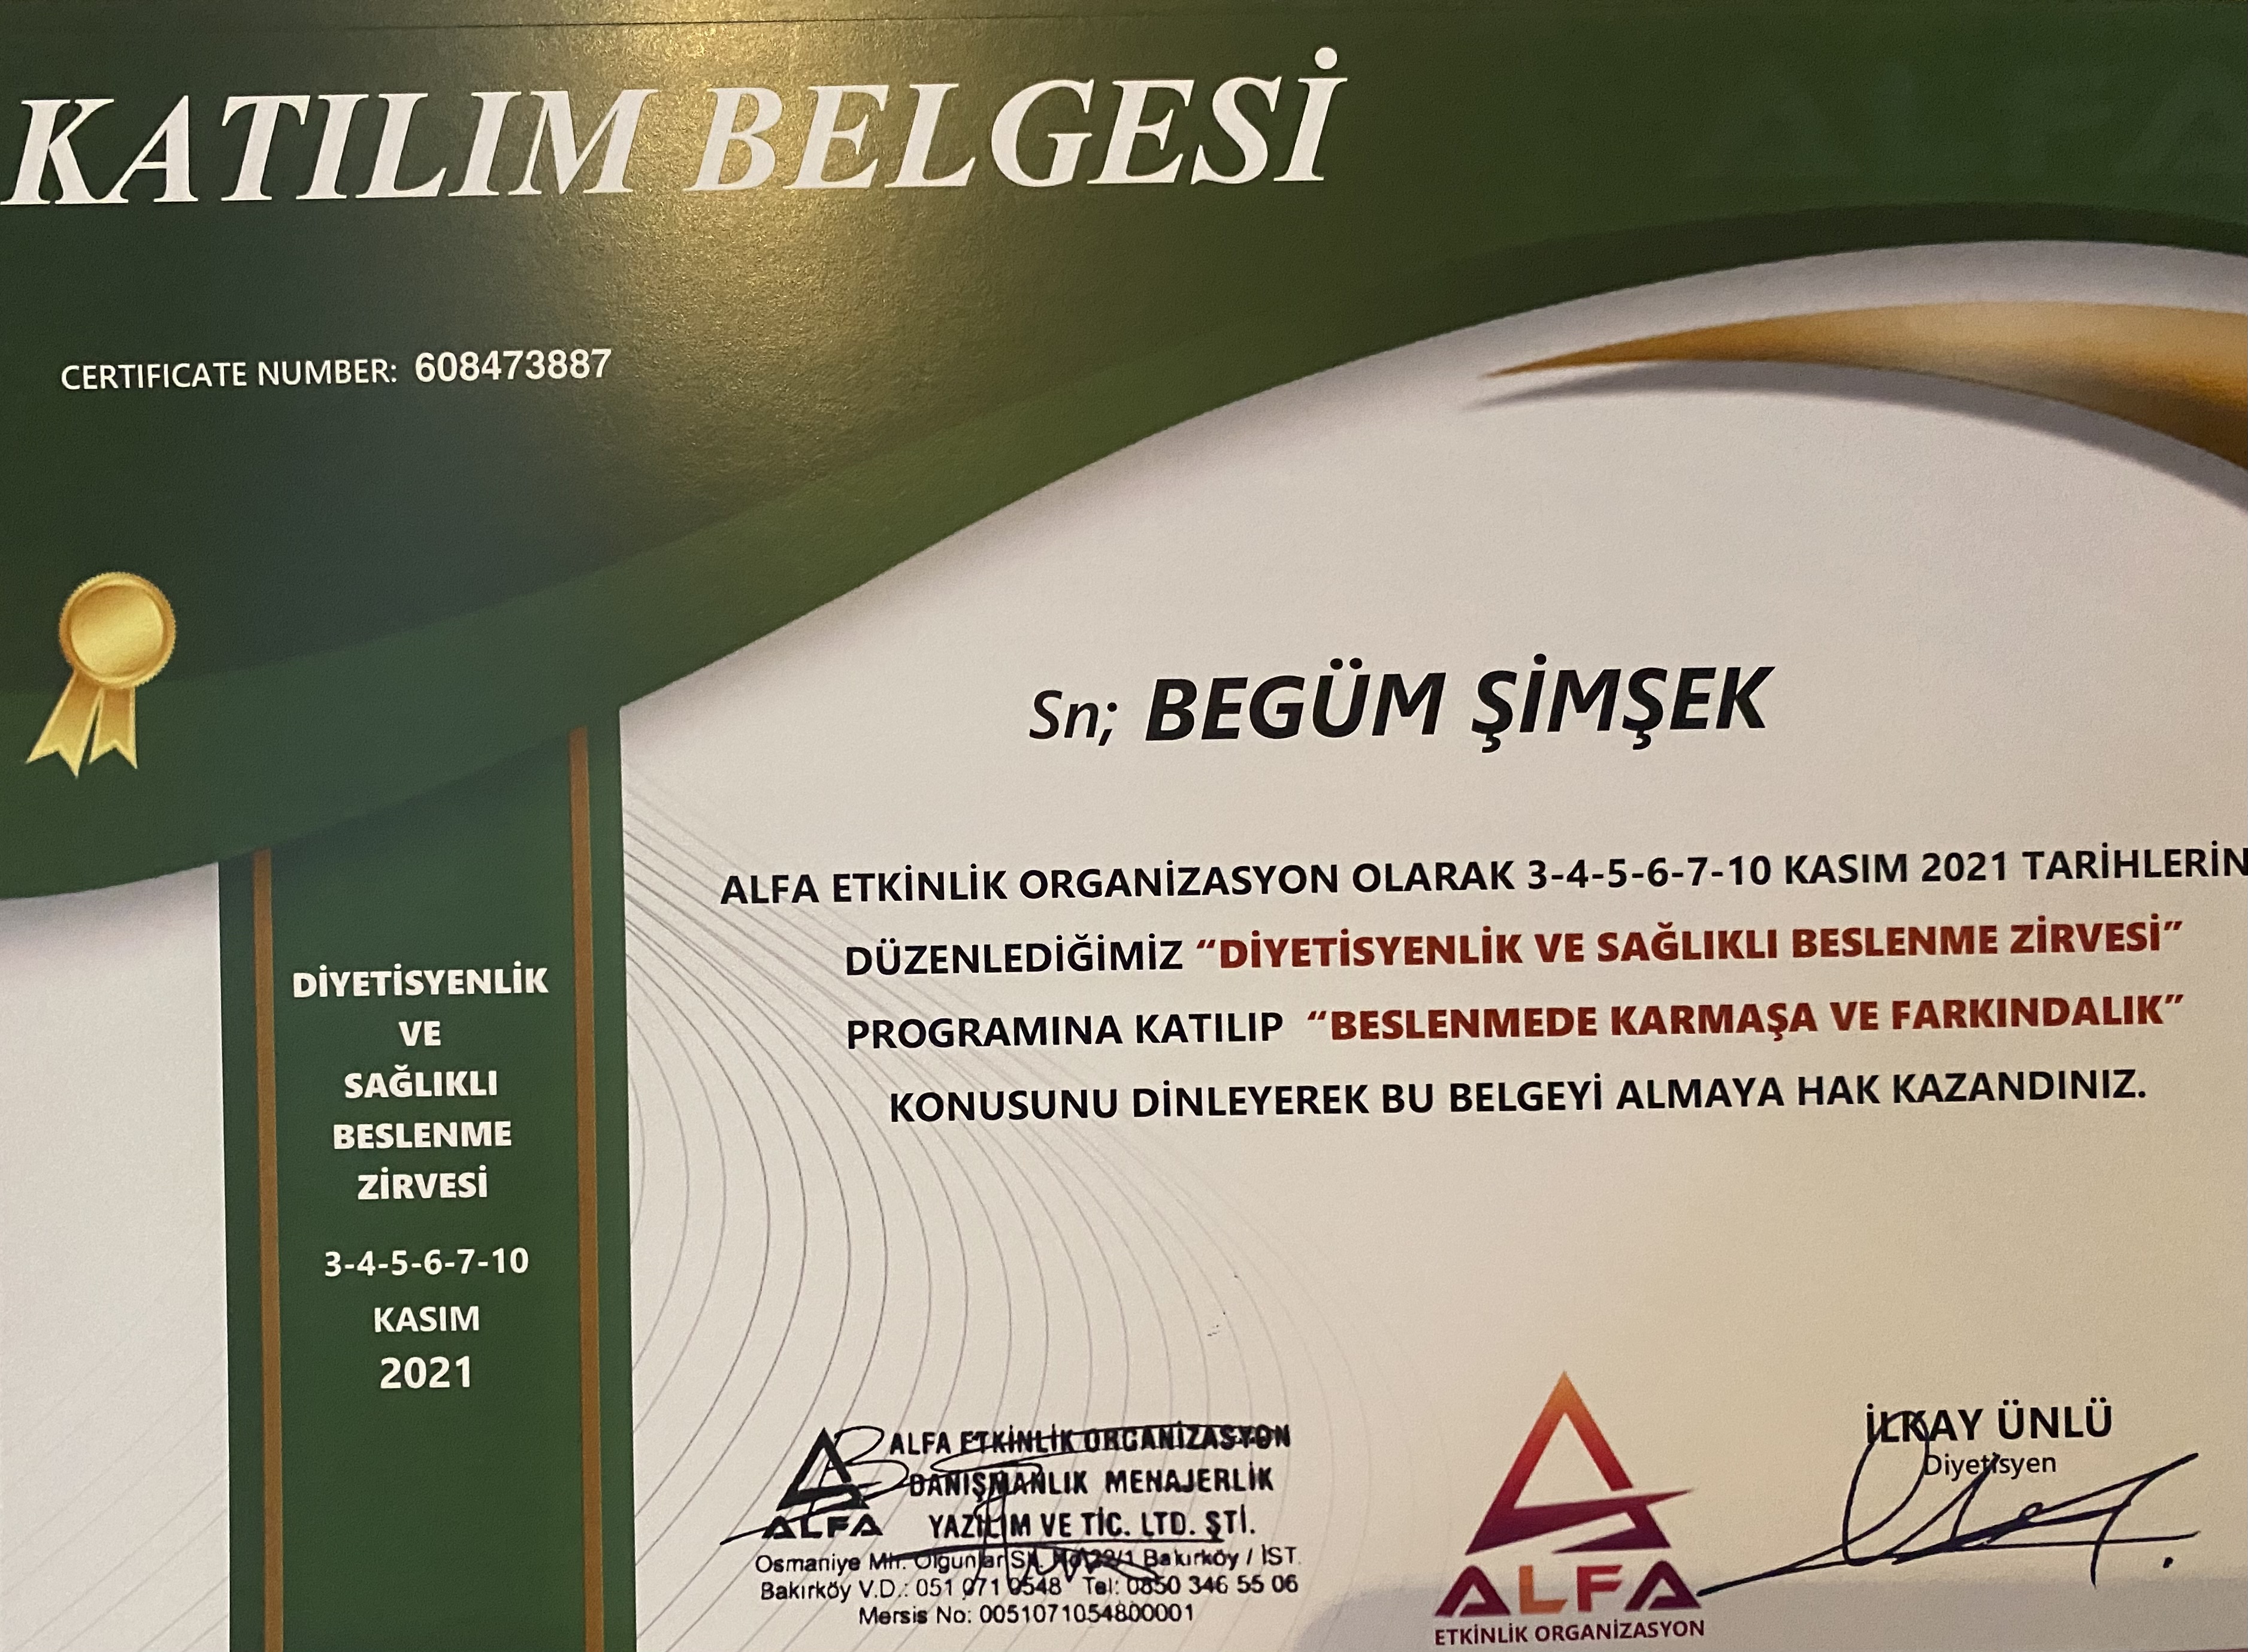 KATILIM BELGESİ
CERTIFICATE NUMBER: 608473887
Sn; BEGÜM ŞİMŞEK
ALFA ETKİNLİK ORGANİZASYON OLARAK 3-4-5-6-7-10 KASIM 2021 TARİHLERİN
DÜZENLEDİĞİMİZ “DİYETİSYENLİK VE SAĞLIKLI BESLENME ZİRVESİ”
PROGRAMINA KATILIP “BESLENMEDE KARMAŞA VE FARKINDALIK”
KONUSUNU DİNLEYEREK BU BELGEYİ ALMAYA HAK KAZANDINIZ.
DİYETİSYENLİK
VE
SAĞLIKLI
BESLENME
ZİRVESİ
3-4-5-6-7-10
KASIM
2021
ALFA
ALFA ETKİNLİK ORGANİZASYON
DANIŞMANLIK MENAJERLİK
YAZILIM VE TİC. LTD. ŞTİ.
Osmaniye Mh. Olgunlar Sk. Bakırköy / İST.
Bakırköy V.D.: 051 071 0548 Tel: 0850 346 55 06
Mersis No: 0051071054800001
ALFA
ETKİNLİK ORGANİZASYON
İLKAY ÜNLÜ
Diyetisyen